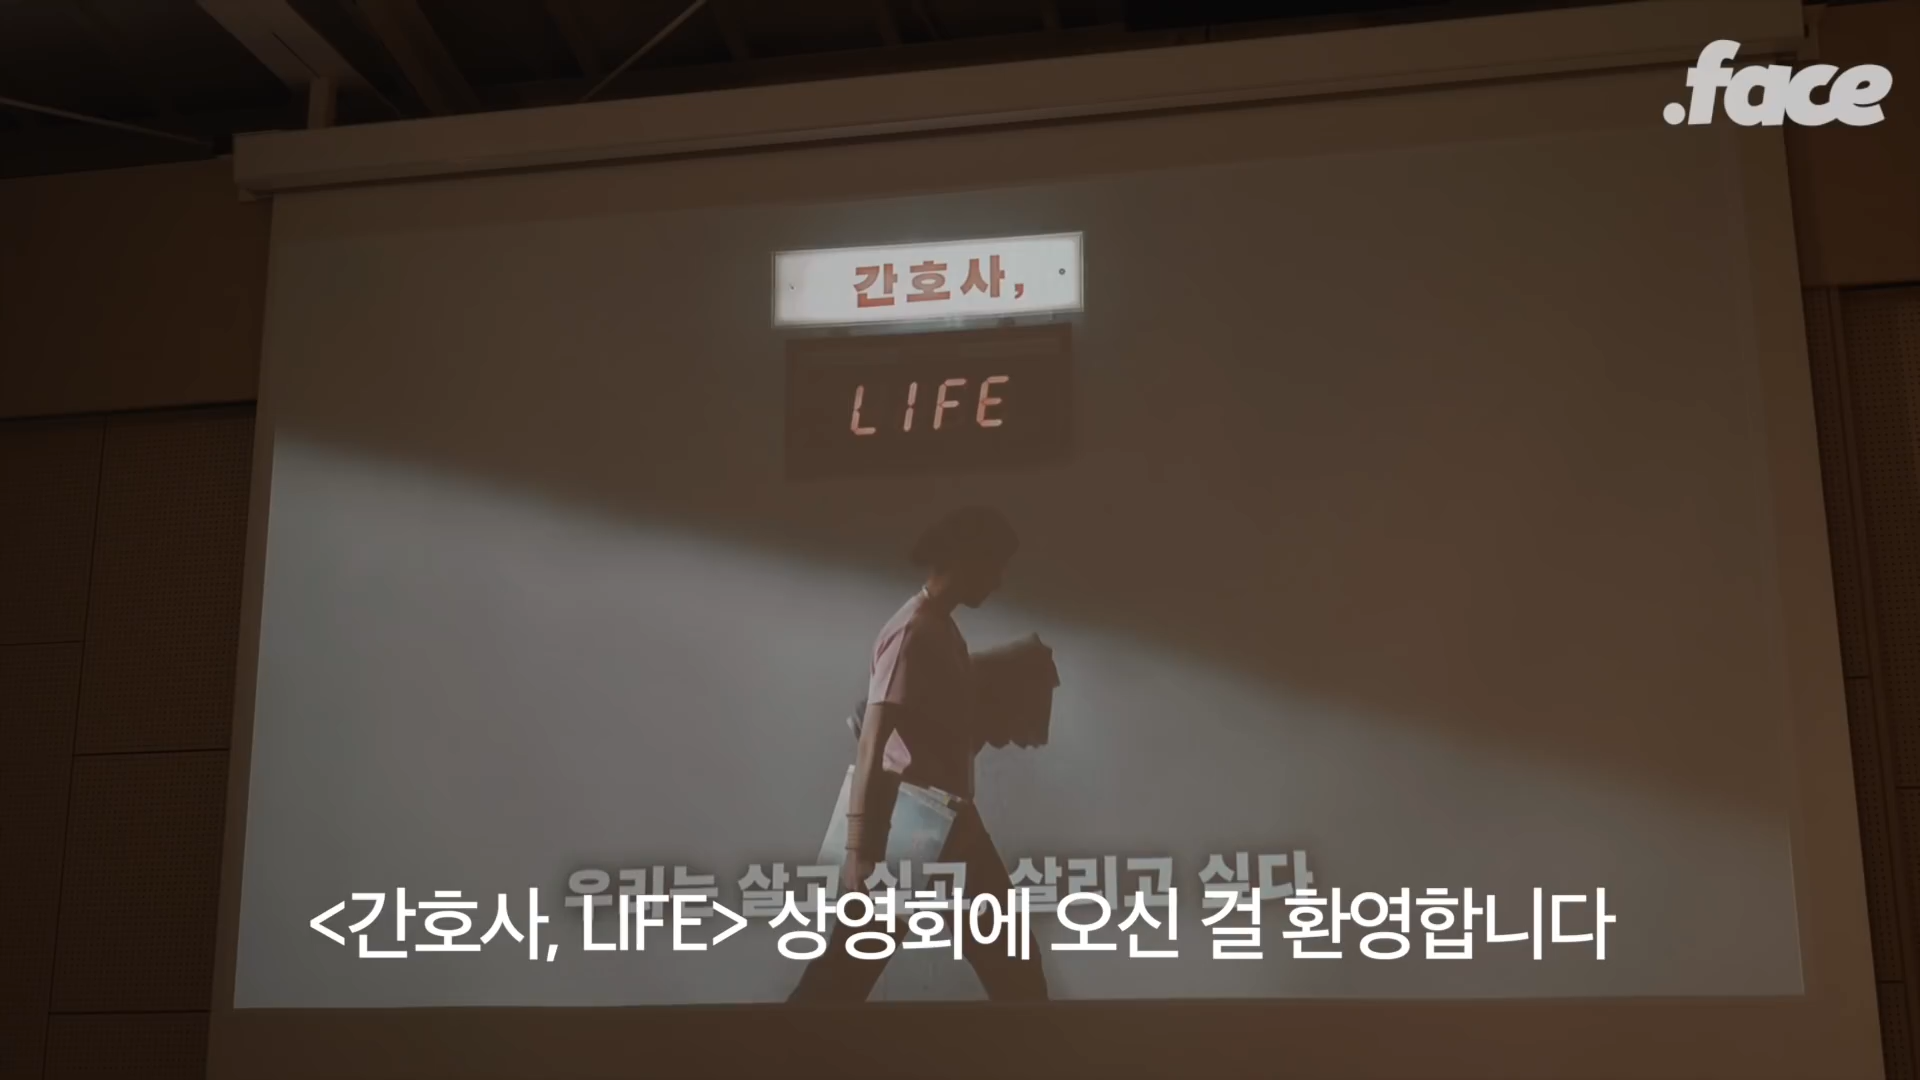 .face
간호사,
LIFE
우리는 살고 싶고, 살리고 싶다
<간호사, LIFE> 상영회에 오신 걸 환영합니다